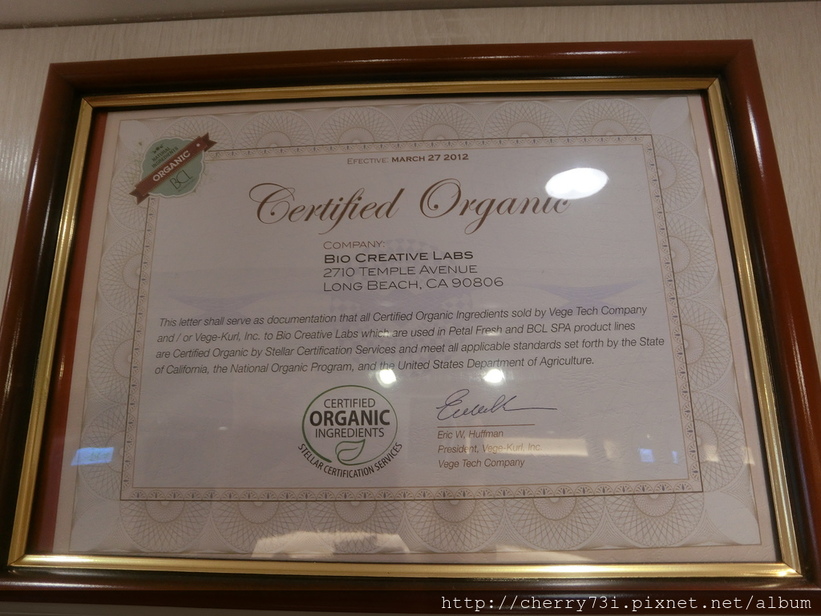 ORGANIC
BCL
EFECTIVE: MARCH 27 2012
Certified Organic
COMPANY:
BIO CREATIVE LABS
2710 TEMPLE AVENUE
LONG BEACH, CA 90806
This letter shall serve as documentation that all Certified Organic Ingredients sold by Vege Tech Company
and / or Vege-Kurl, Inc. to Bio Creative Labs which are used in Petal Fresh and BCL SPA product lines
are Certified Organic by Stellar Certification Services and meet all applicable standards set forth by the State
of California, the National Organic Program, and the United States Department of Agriculture.
CERTIFIED
ORGANIC
INGREDIENTS
STELLAR CERTIFICATION SERVICES
Eric W. Huffman
President, Vege-Kurl, Inc.
Vege Tech Company
http://cherry73i.pixnet.net/album